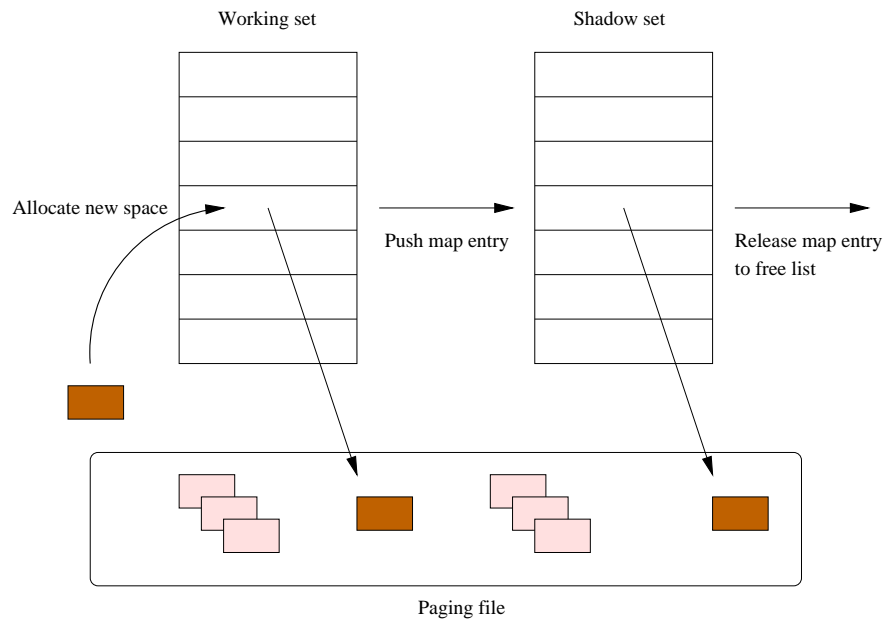 Working set
Shadow set
Allocate new space
Push map entry
Release map entry
to free list
Paging file